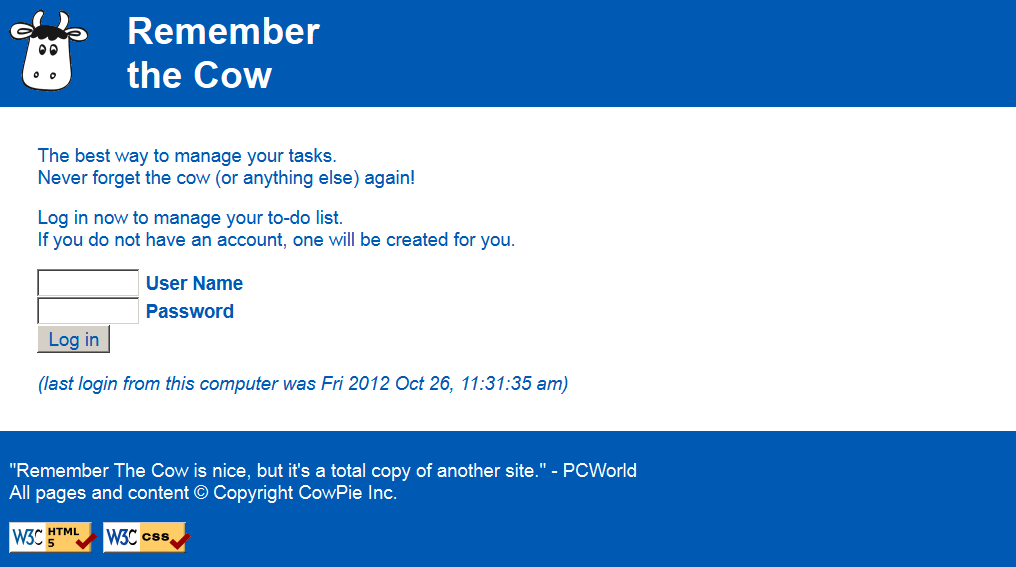 Remember
the Cow
The best way to manage your tasks.
Never forget the cow (or anything else) again!
Log in now to manage your to-do list.
If you do not have an account, one will be created for you.
User Name
Password
Log in
(last login from this computer was Fri 2012 Oct 26, 11:31:35 am)
"Remember The Cow is nice, but it's a total copy of another site." - PCWorld
All pages and content © Copyright CowPie Inc.
W3C HTML 5 W3C CSS